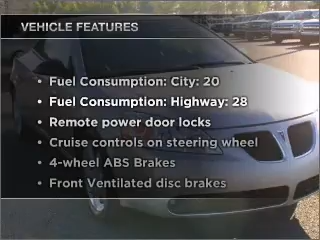 VEHICLE FEATURES
• Fuel Consumption: City: 20
• Fuel Consumption: Highway: 28
• Remote power door locks
• Cruise controls on steering wheel
• 4-wheel ABS Brakes
• Front Ventilated disc brakes